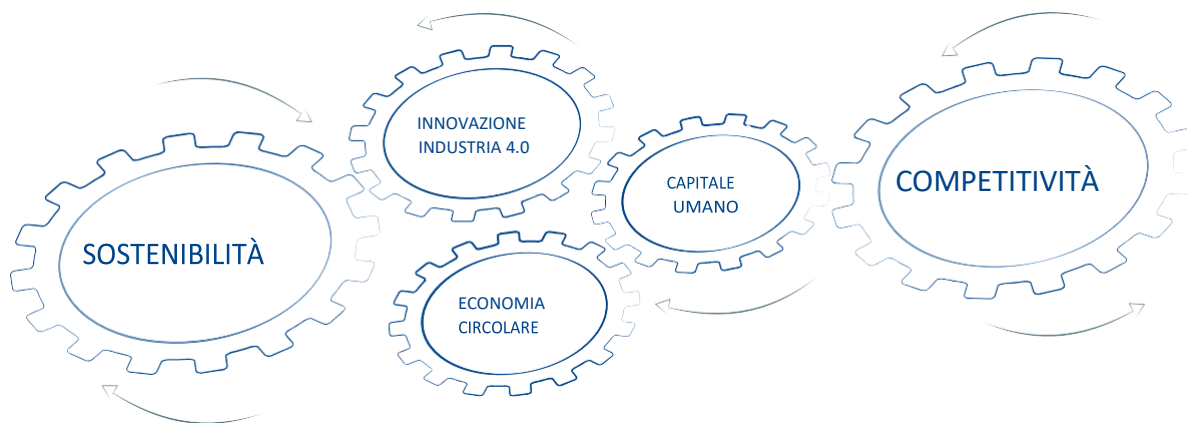 SOSTENIBILITÀ
INNOVAZIONE
INDUSTRIA 4.0
ECONOMIA
CIRCOLARE
CAPITALE
UMANO
COMPETITIVITÀ